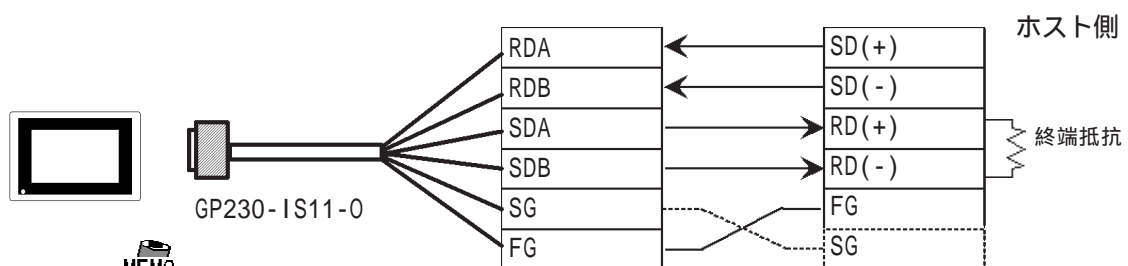 ホスト側
RDA SD(+)
RDB SD(-)
SDA RD(+)
終端抵抗
SDB RD(-)
GP230-IS11-O
SG FG
FG SG
MEMO